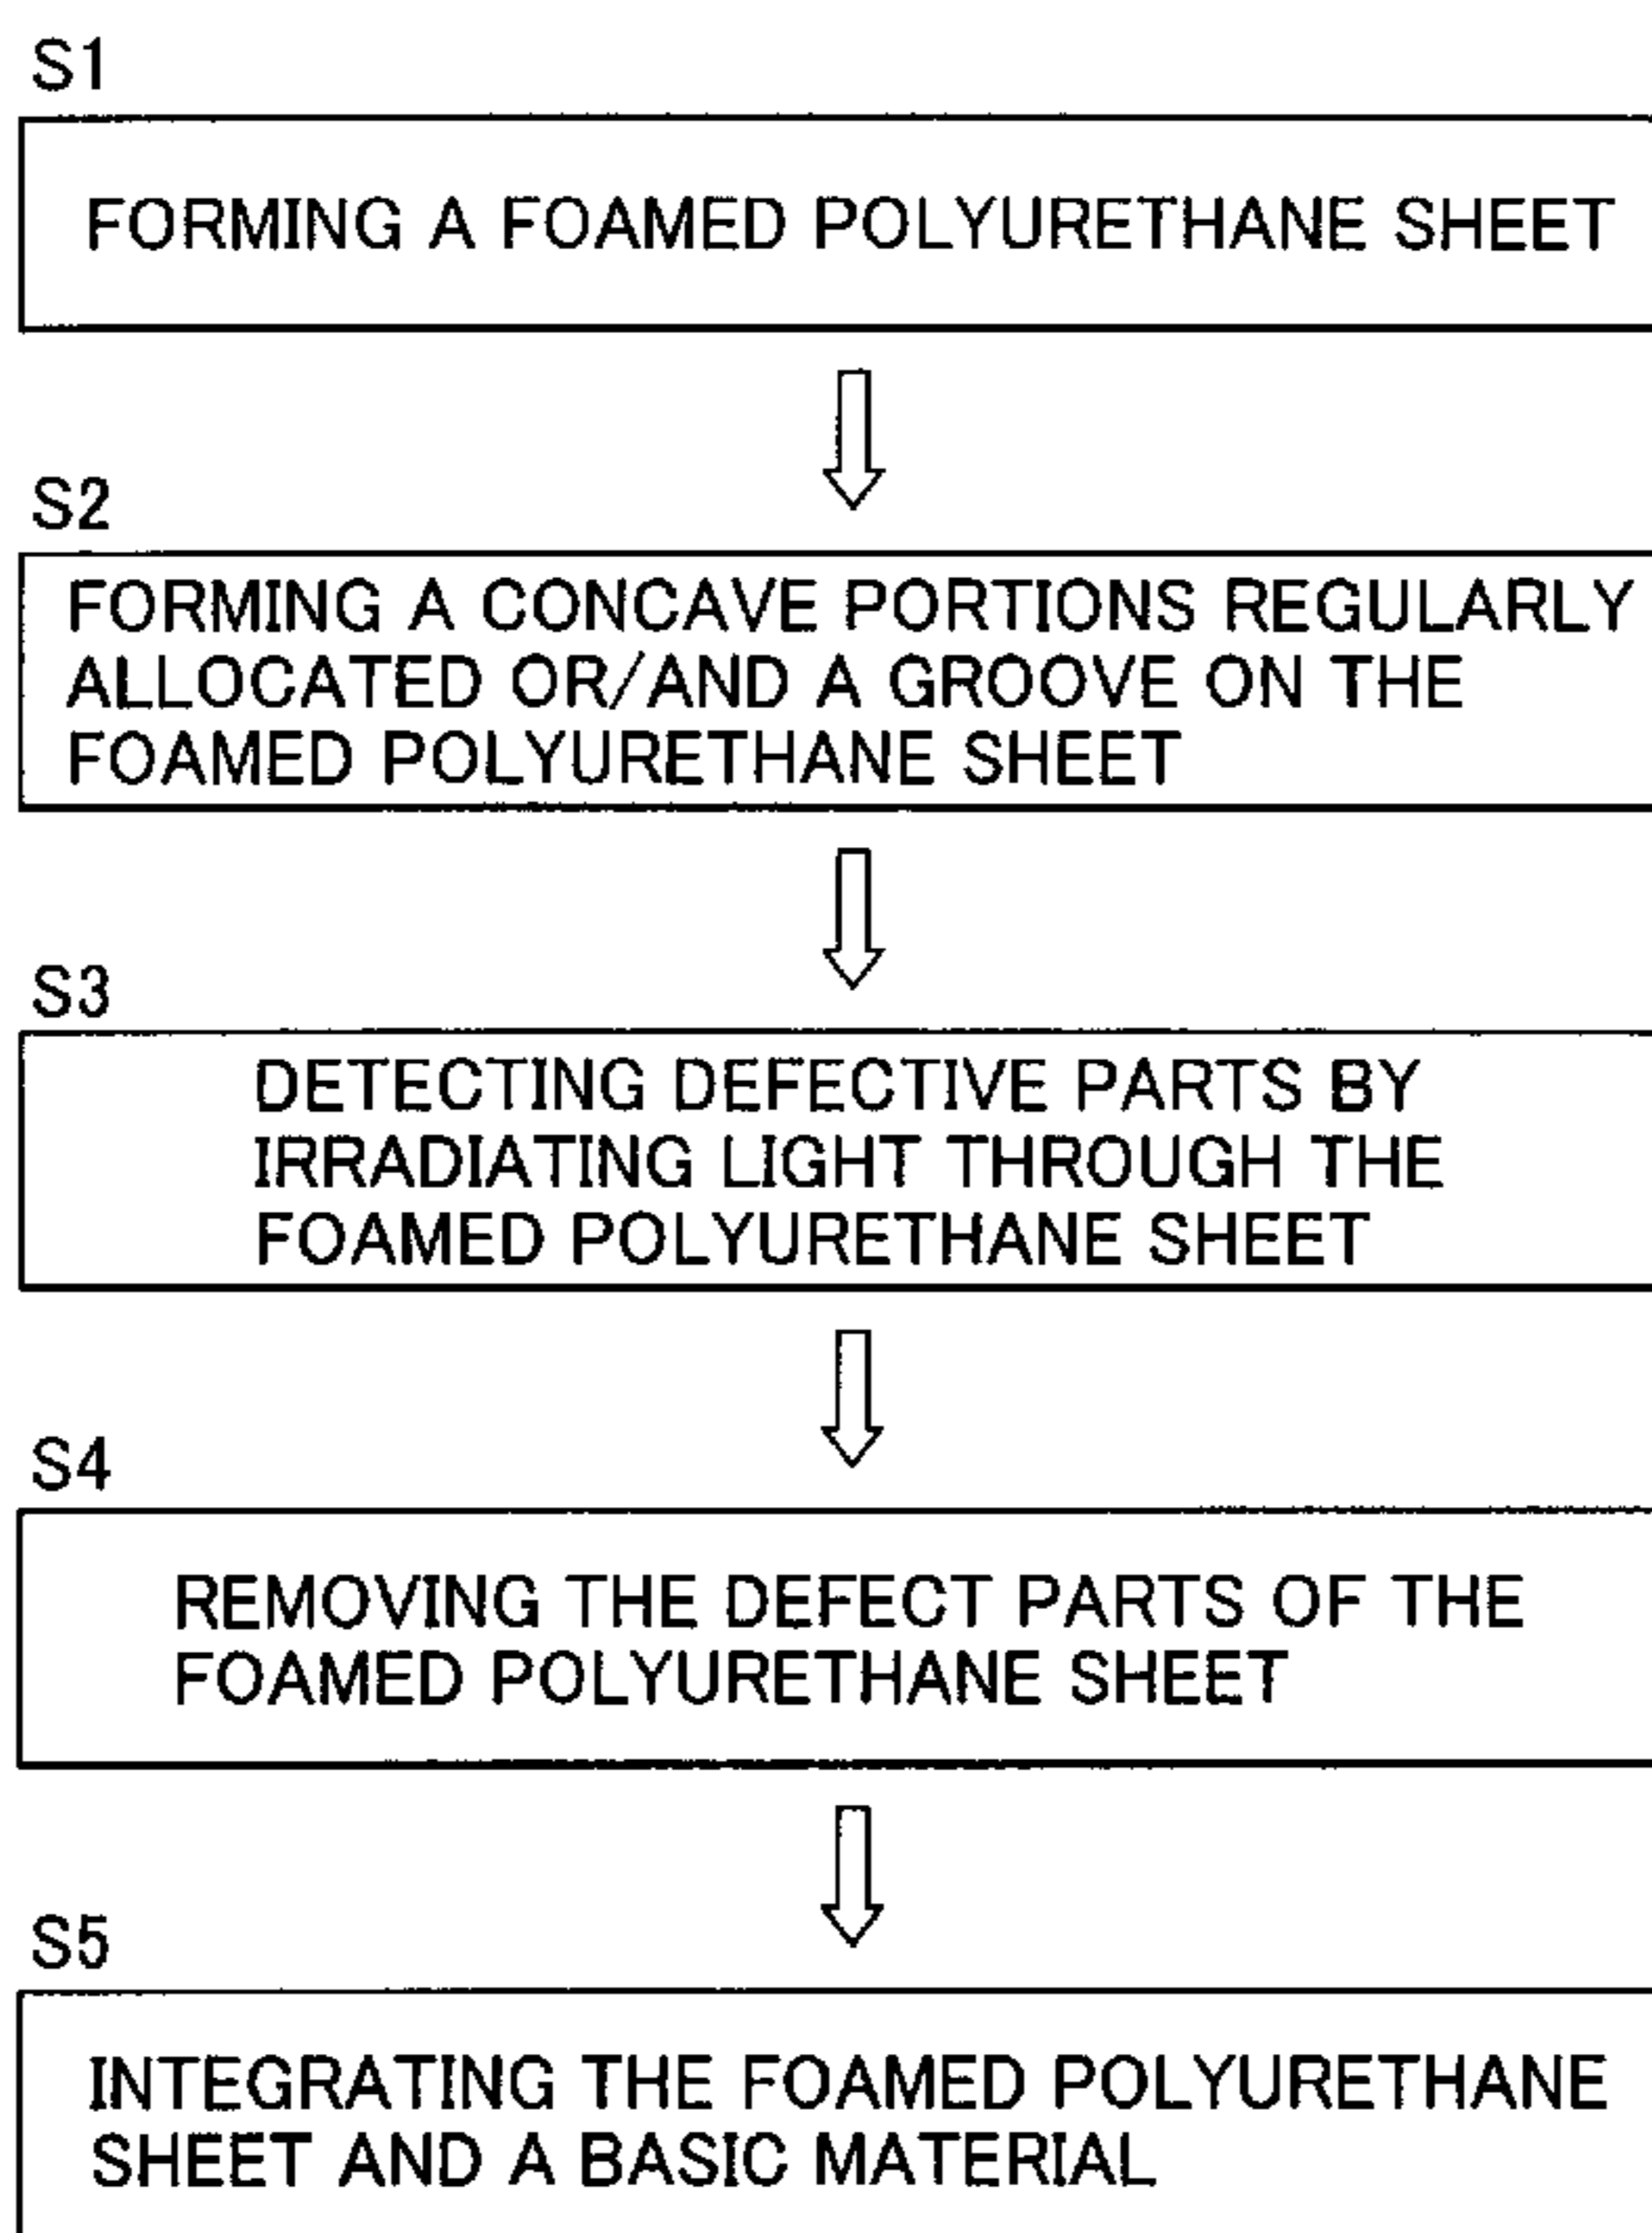 S1
FORMING A FOAMED POLYURETHANE SHEET
S2
FORMING A CONCAVE PORTIONS REGULARLY
ALLOCATED OR/AND A GROOVE ON THE
FOAMED POLYURETHANE SHEET
S3
DETECTING DEFECTIVE PARTS BY
IRRADIATING LIGHT THROUGH THE
FOAMED POLYURETHANE SHEET
S4
REMOVING THE DEFECT PARTS OF THE
FOAMED POLYURETHANE SHEET
S5
INTEGRATING THE FOAMED POLYURETHANE
SHEET AND A BASIC MATERIAL